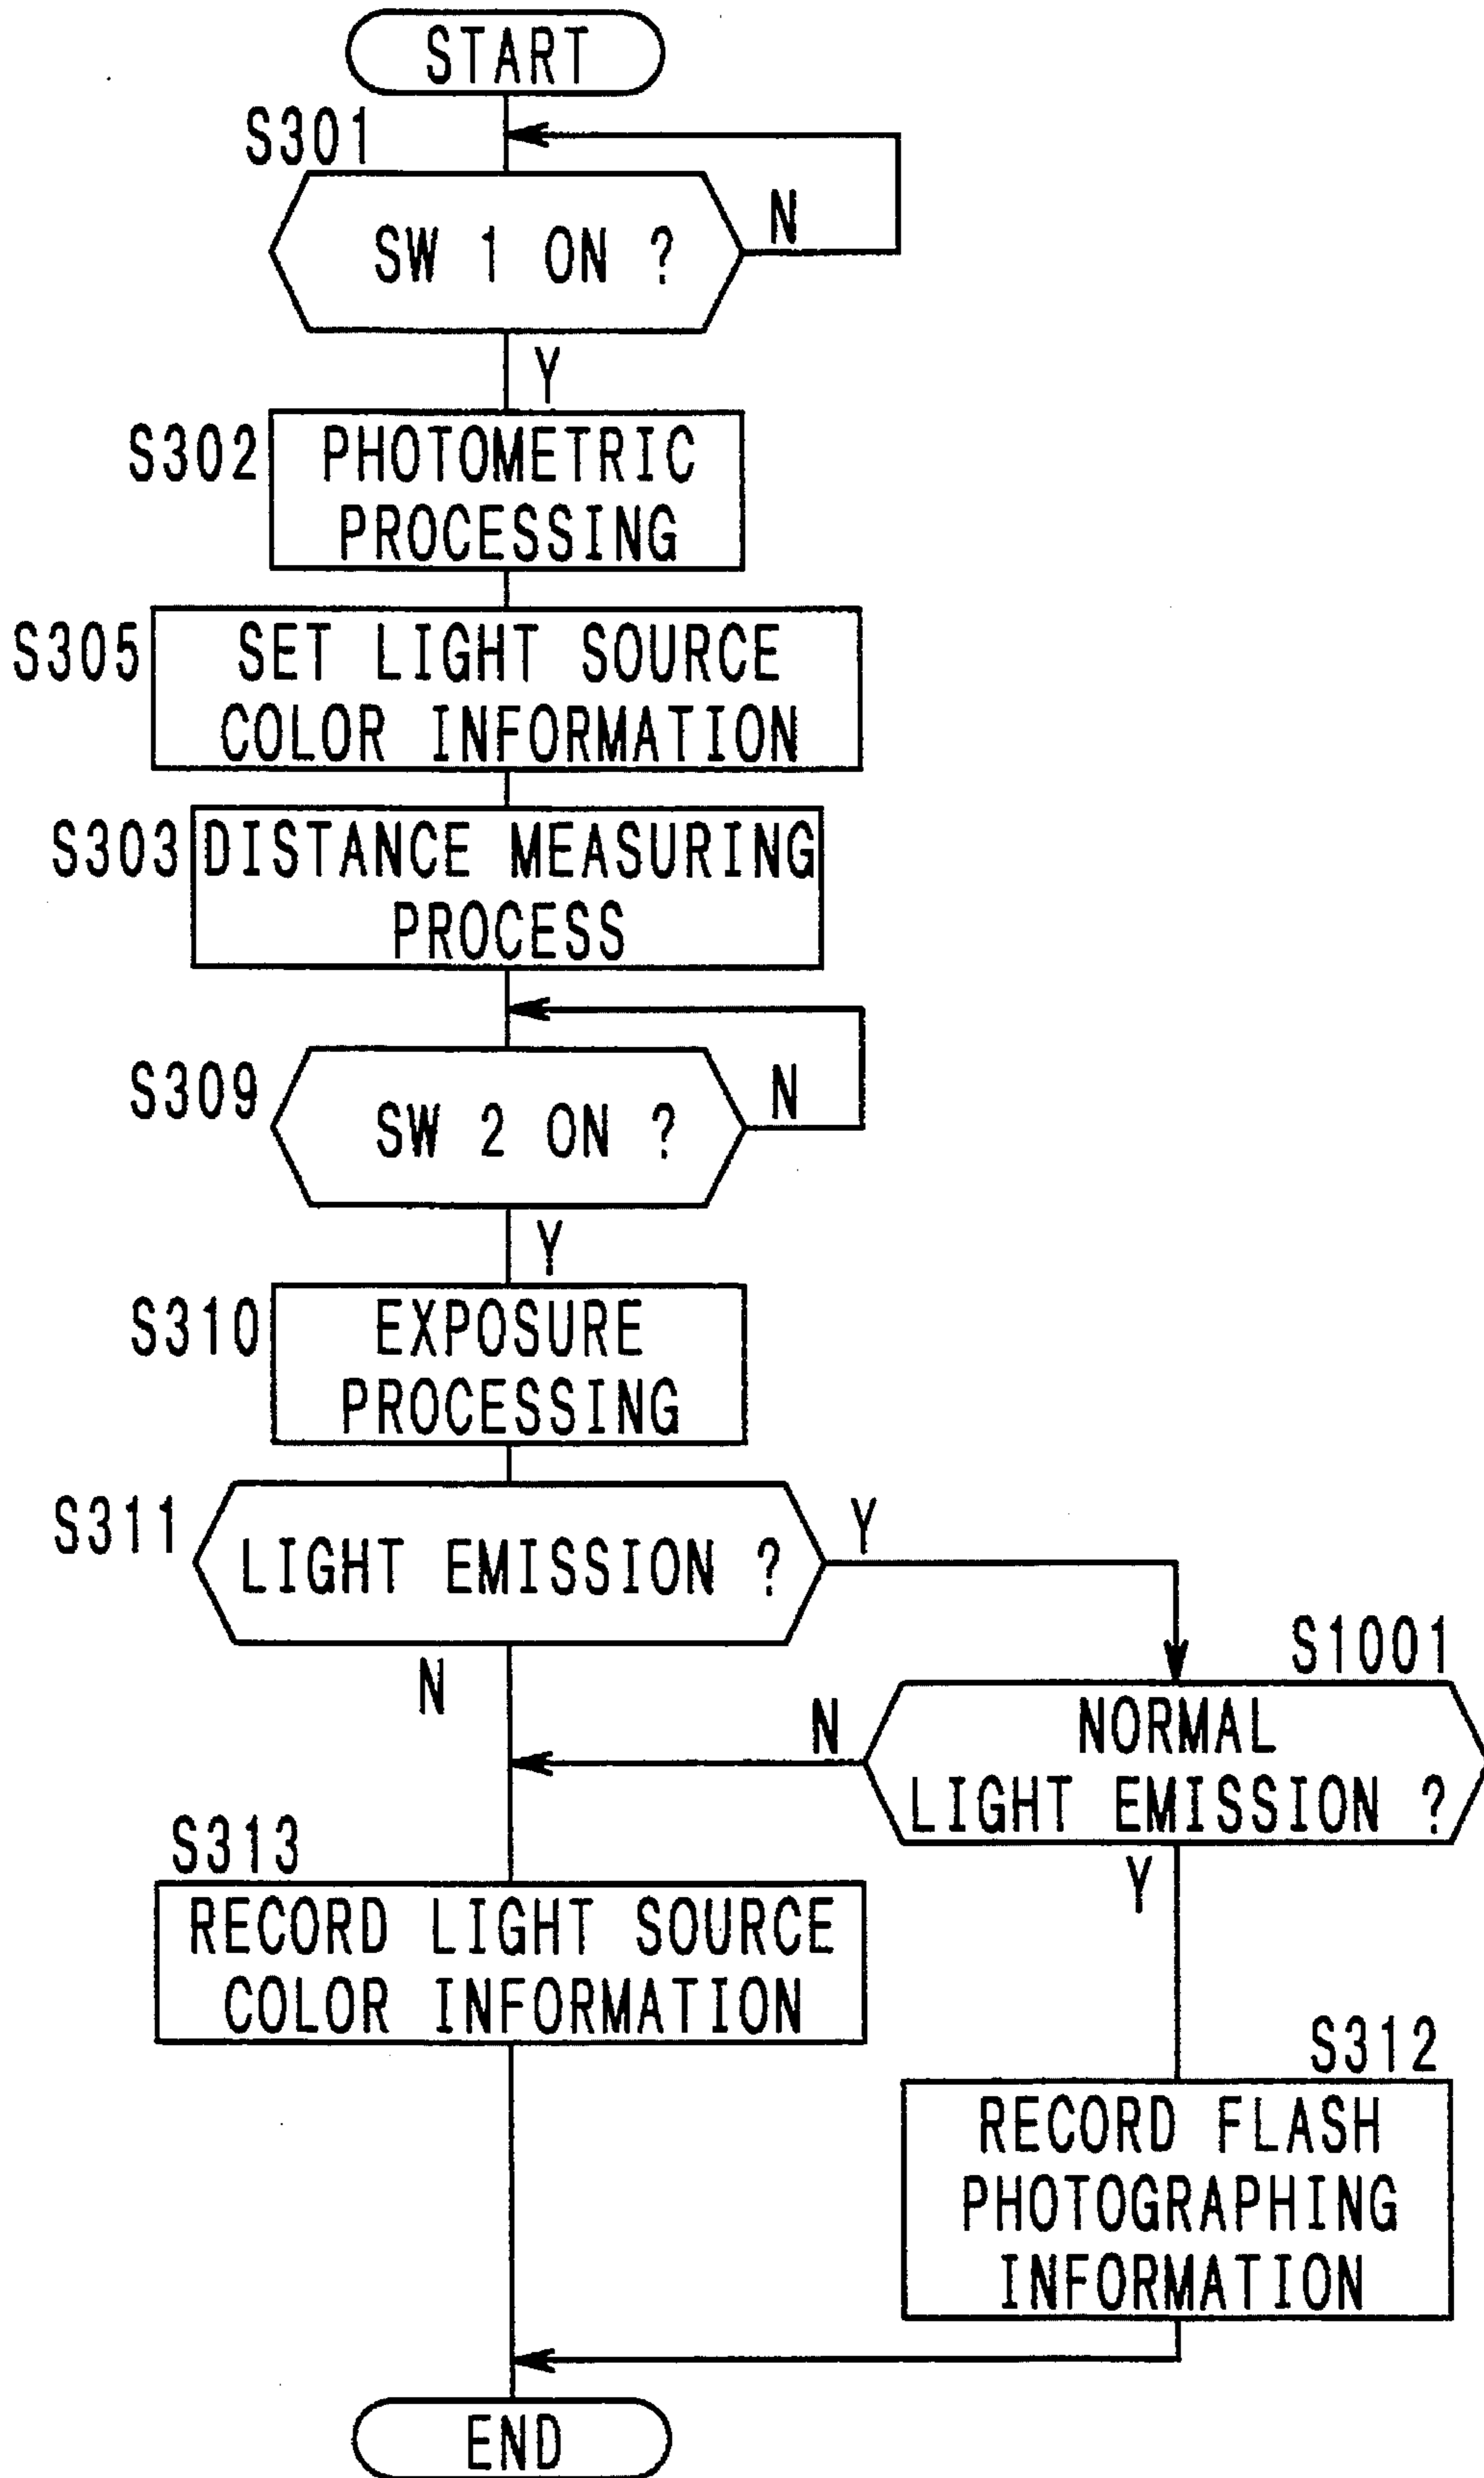 START
S301
SW 1 ON ?
N
Y
S302
PHOTOMETRIC
PROCESSING
S305
SET LIGHT SOURCE
COLOR INFORMATION
S303
DISTANCE MEASURING
PROCESS
S309
SW 2 ON ?
N
Y
S310
EXPOSURE
PROCESSING
S311
LIGHT EMISSION ?
Y
N
S1001
NORMAL
LIGHT EMISSION ?
N
Y
S313
RECORD LIGHT SOURCE
COLOR INFORMATION
S312
RECORD FLASH
PHOTOGRAPHING
INFORMATION
END